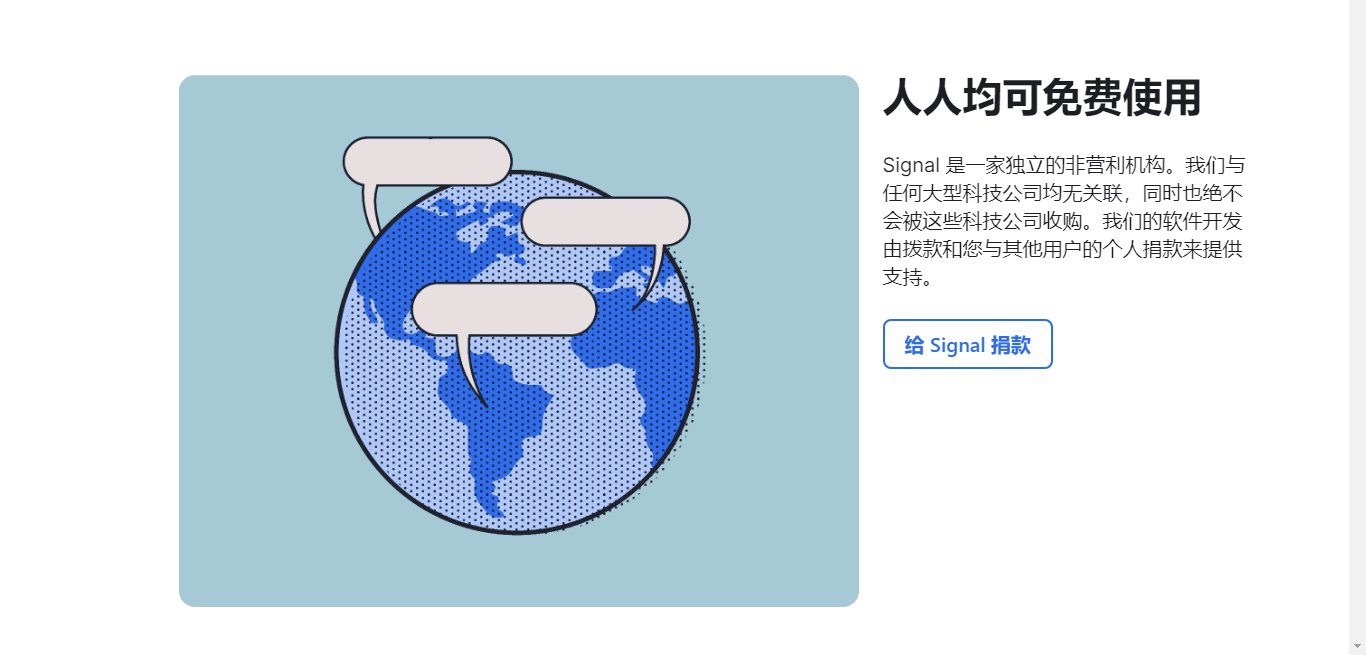 人人均可免费使用
Signal 是一家独立的非营利机构。我们与
任何大型科技公司均无关联，同时也绝不
会被这些科技公司收购。我们的软件开发
由拨款和您与其他用户的个人捐款来提供
支持。
给 Signal 捐款